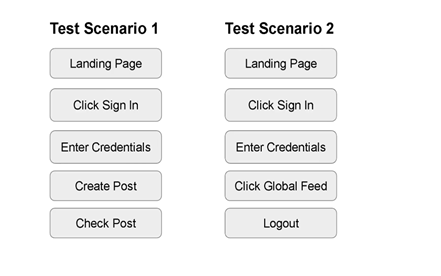 Test Scenario 1
Landing Page
Click Sign In
Enter Credentials
Create Post
Check Post
Test Scenario 2
Landing Page
Click Sign In
Enter Credentials
Click Global Feed
Logout